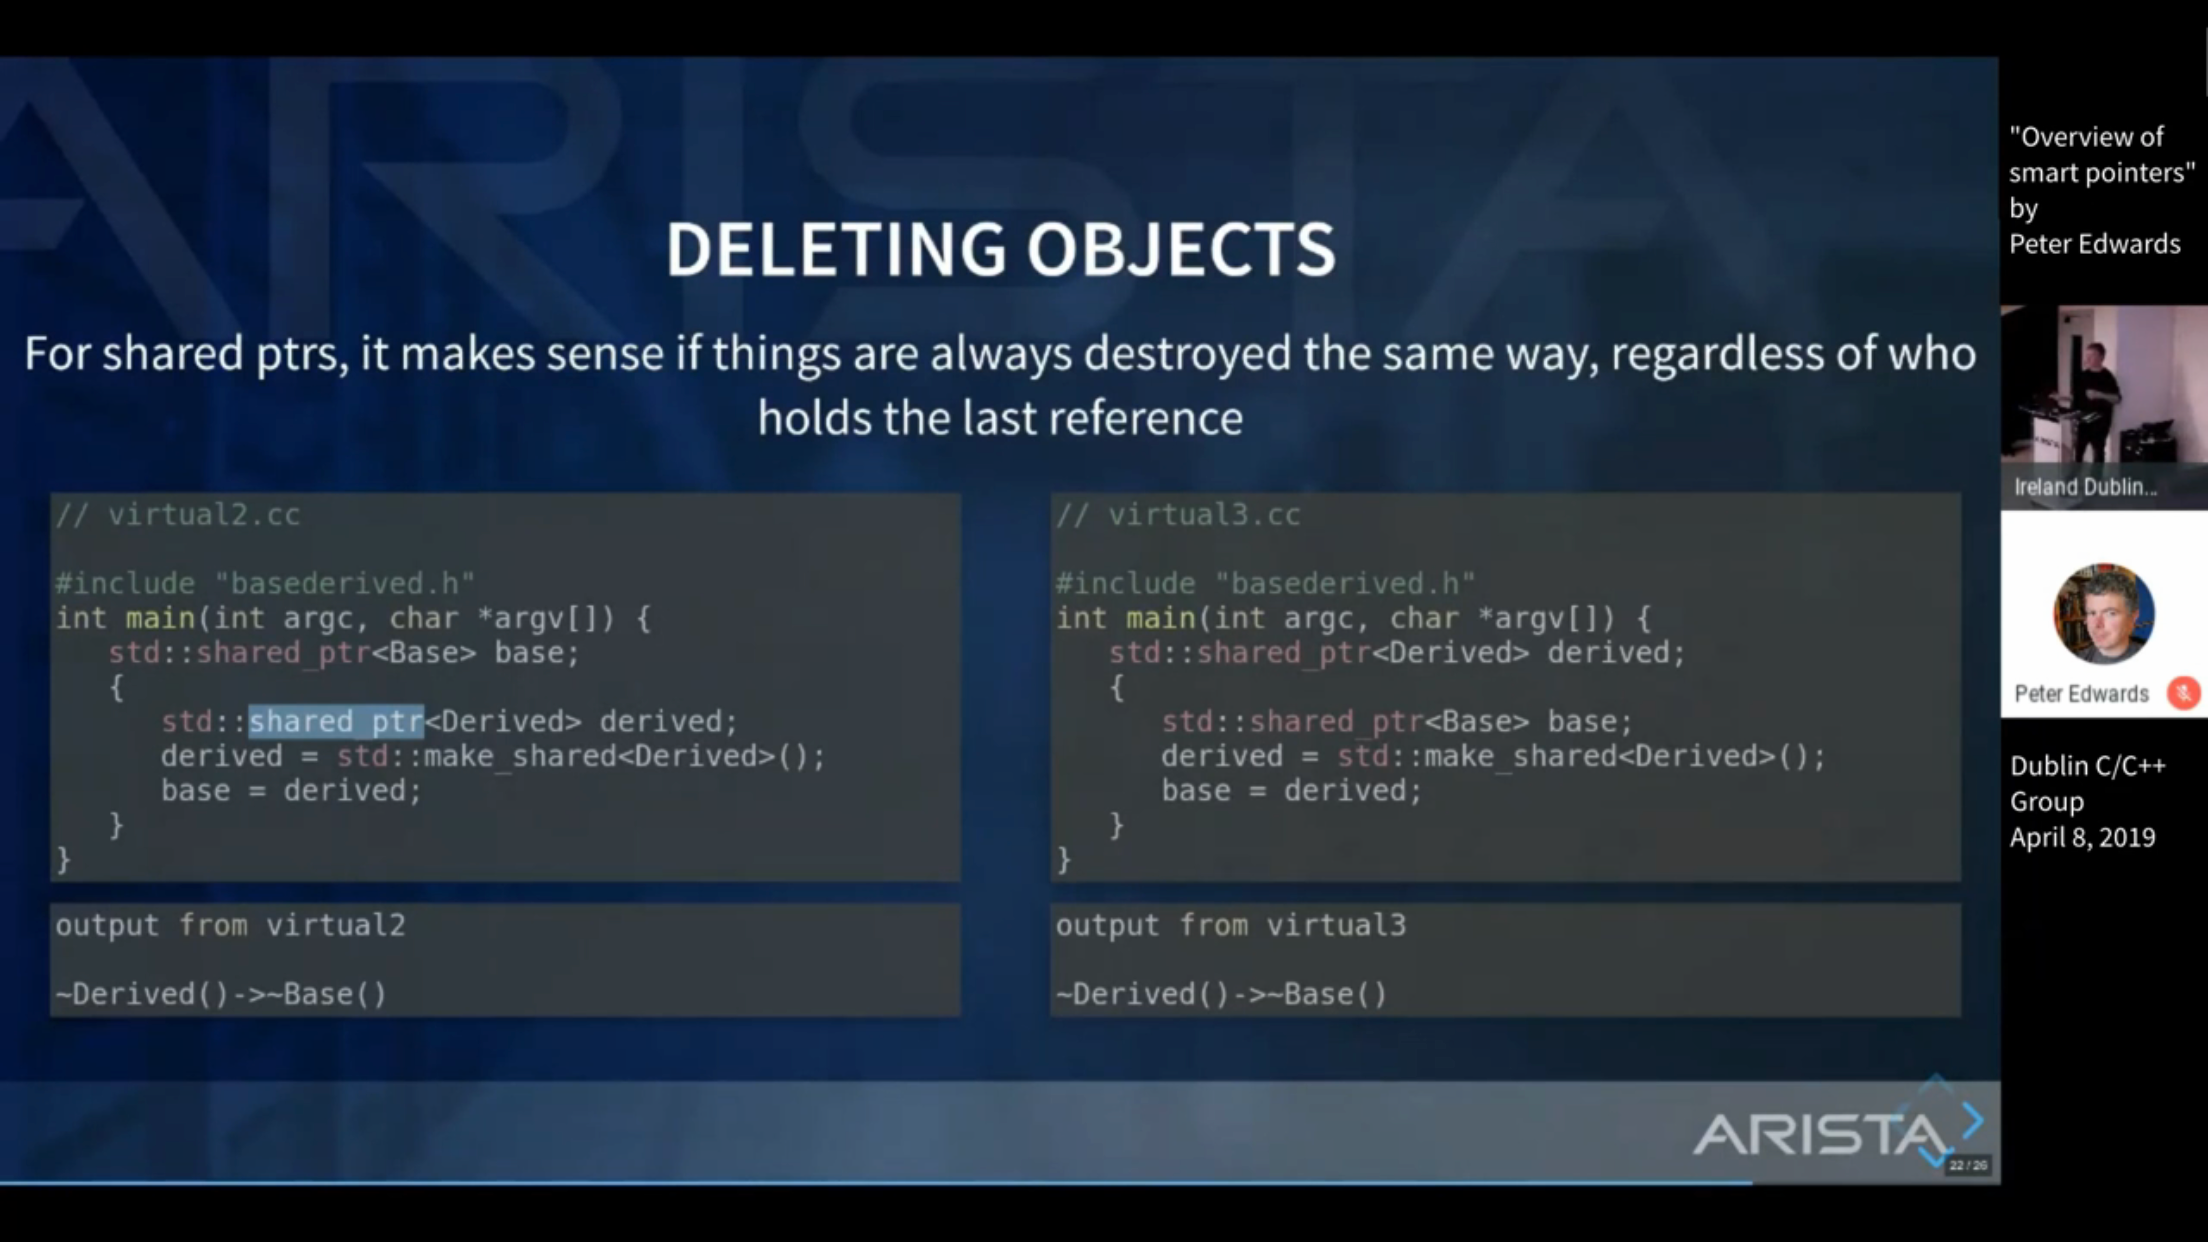 DELETING OBJECTS
For shared ptrs, it makes sense if things are always destroyed the same way, regardless of who
holds the last reference
// virtual2.cc
#include "basederived.h"
int main(int argc, char *argv[]) {
std::shared_ptr<Base> base;
{
std::shared_ptr<Derived> derived;
derived = std::make_shared<Derived>();
base = derived;
}
}
output from virtual2
~Derived()->~Base()
// virtual3.cc
#include "basederived.h"
int main(int argc, char *argv[]) {
std::shared_ptr<Derived> derived;
{
std::shared_ptr<Base> base;
derived = std::make_shared<Derived>();
base = derived;
}
}
output from virtual3
~Derived()->~Base()
ARISTA
22 / 26
"Overview of
smart pointers"
by
Peter Edwards
ARISTA
Ireland Dublin...
Peter Edwards
Dublin C/C++
Group
April 8, 2019
ARISTA